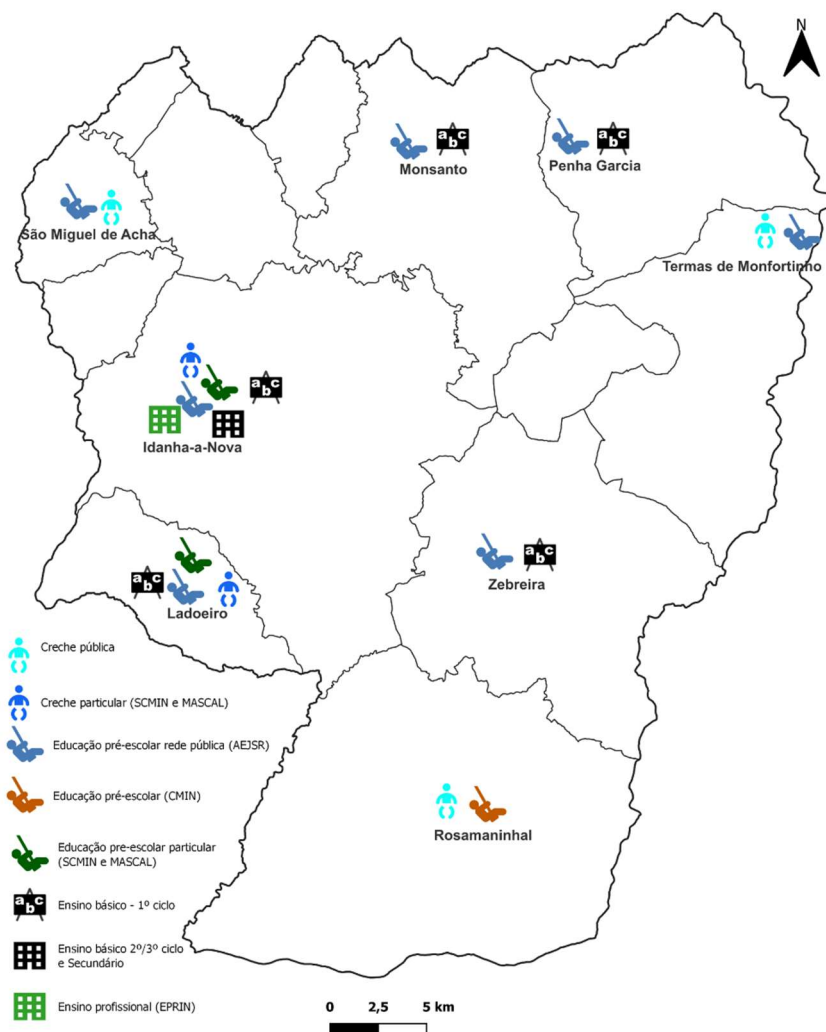 N
a b c
Monsanto
a b c
Penha Garcia
São Miguel de Acha
Termas de Monfortinho
a b c
Idanha-a-Nova
a b c
Zebreira
a b c
Ladoeiro
Creche pública
Creche particular (SCMIN e MASCAL)
Educação pré-escolar rede pública (AEJSR)
Educação pré-escolar (CMIN)
Rosamaninhal
Educação pre-escolar particular
(SCMIN e MASCAL)
a b c
Ensino básico - 1º ciclo
Ensino básico 2º/3º ciclo
e Secundário
Ensino profissional (EPRIN)
0 2,5 5 km